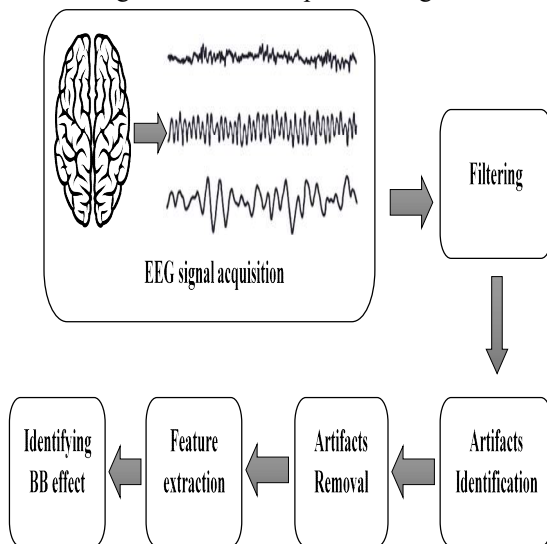 EEG signal acquisition
Filtering
Artifacts
Identification
Artifacts
Removal
Feature
extraction
Identifying
BB effect